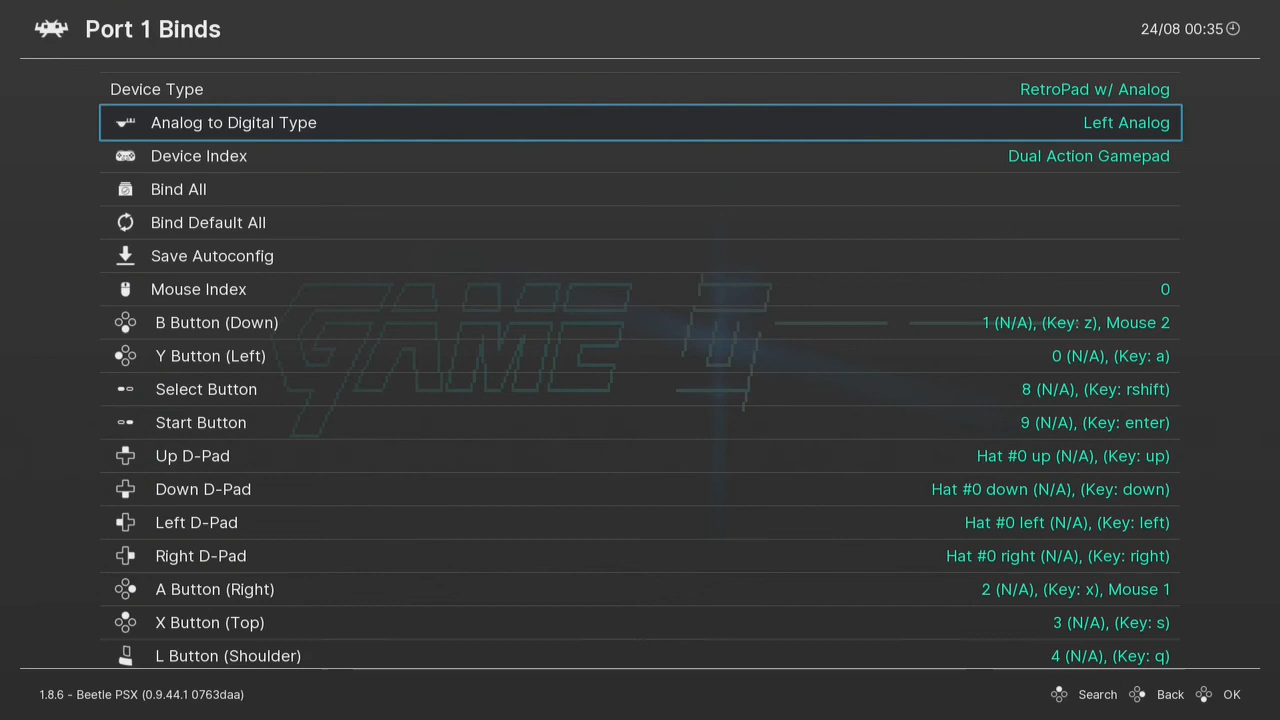 Port 1 Binds
24/08 00:35
Device Type RetroPad w/ Analog
Analog to Digital Type Left Analog
Device Index Dual Action Gamepad
Bind All
Bind Default All
Save Autoconfig
Mouse Index 0
B Button (Down) 1 (N/A), (Key: z), Mouse 2
Y Button (Left) 0 (N/A), (Key: a)
Select Button 8 (N/A), (Key: rshift)
Start Button 9 (N/A), (Key: enter)
Up D-Pad Hat #0 up (N/A), (Key: up)
Down D-Pad Hat #0 down (N/A), (Key: down)
Left D-Pad Hat #0 left (N/A), (Key: left)
Right D-Pad Hat #0 right (N/A), (Key: right)
A Button (Right) 2 (N/A), (Key: x), Mouse 1
X Button (Top) 3 (N/A), (Key: s)
L Button (Shoulder) 4 (N/A), (Key: q)
GAME
1.8.6 - Beetle PSX (0.9.44.1 0763daa)
Search Back OK